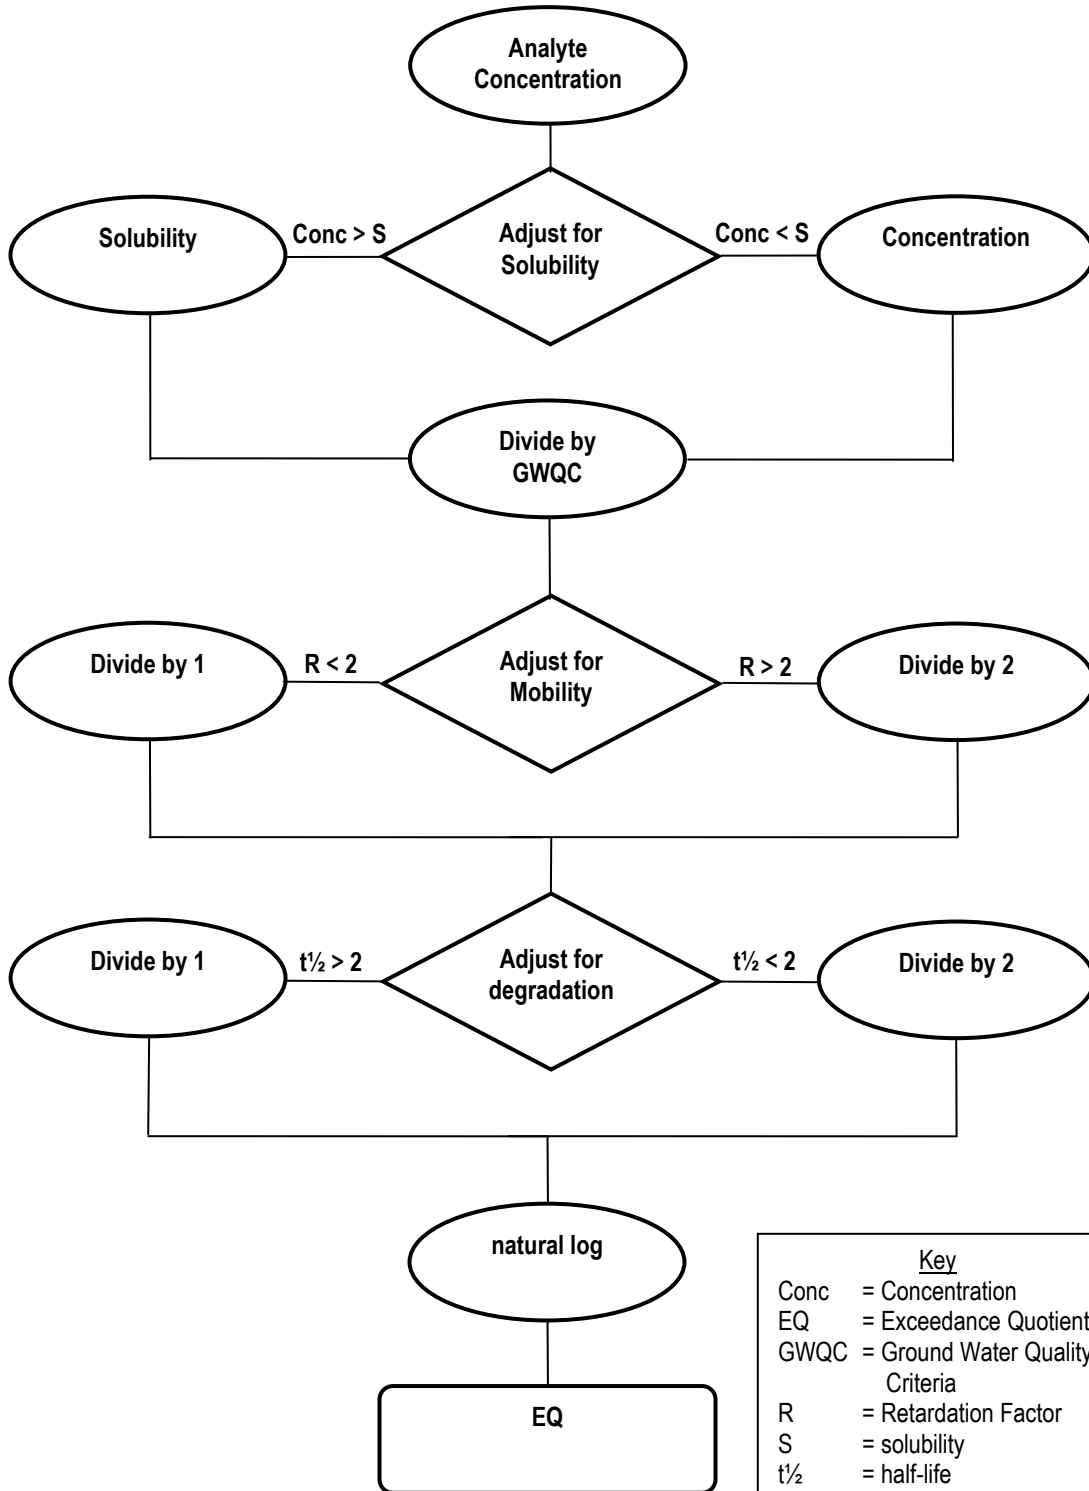 Analyte
Concentration
Solubility
Conc > S
Adjust for
Solubility
Conc < S
Concentration
Divide by
GWQC
Divide by 1
R < 2
Adjust for
Mobility
R > 2
Divide by 2
Divide by 1
t½ > 2
Adjust for
degradation
t½ < 2
Divide by 2
natural log
EQ
Key
Conc = Concentration
EQ = Exceedance Quotient
GWQC = Ground Water Quality
Criteria
R = Retardation Factor
S = solubility
t½ = half-life